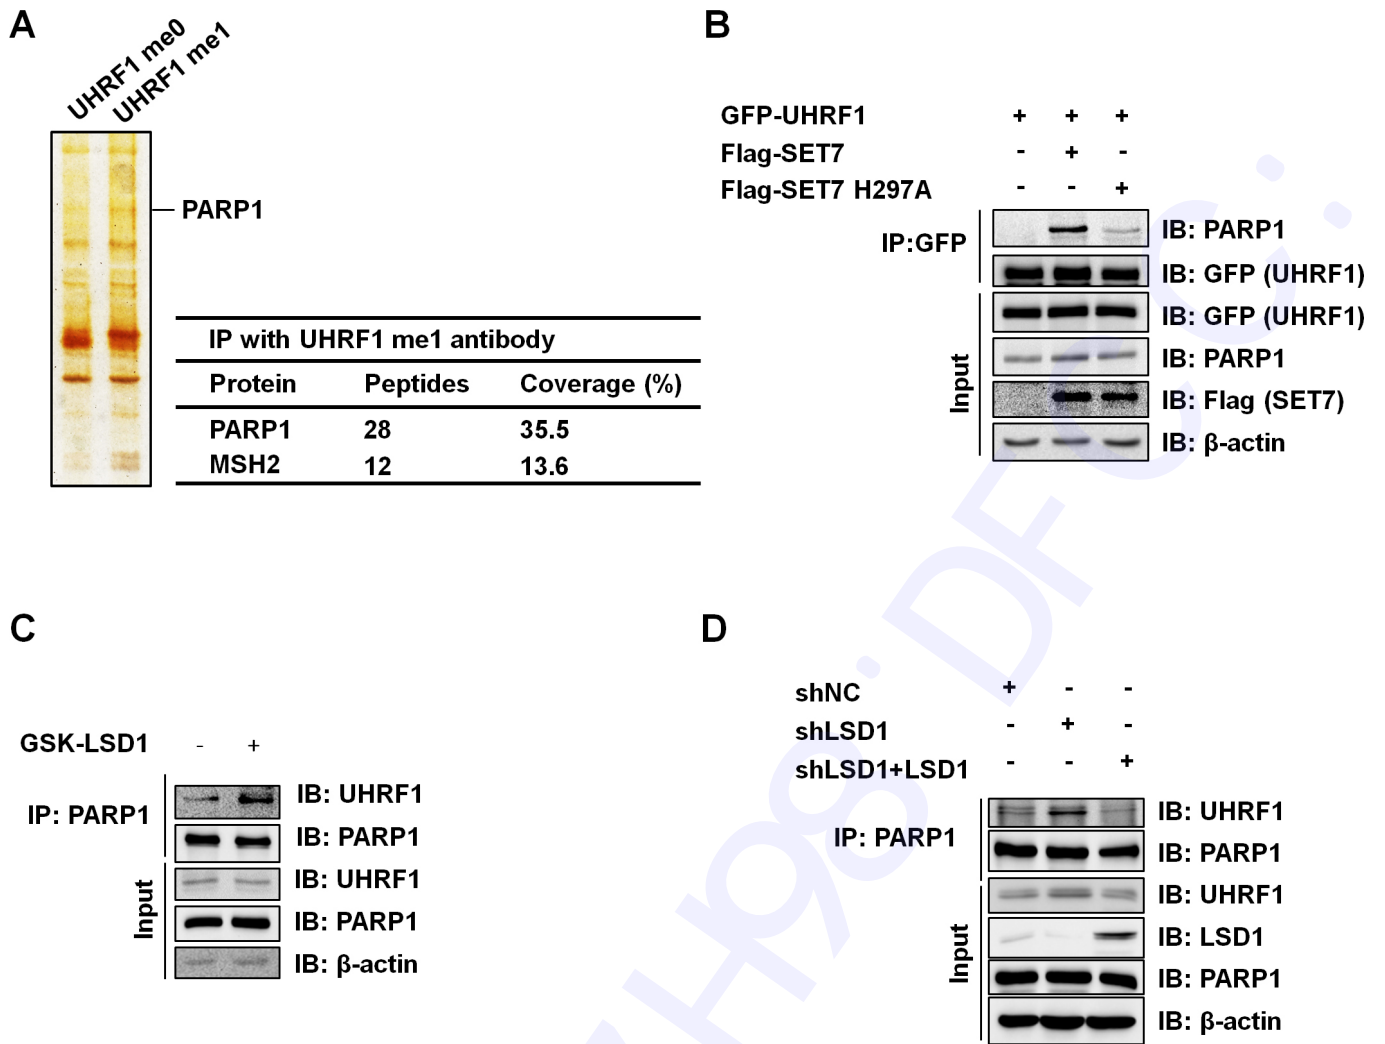 A
UHRF1 me0
UHRF1 me1
PARP1
IP with UHRF1 me1 antibody
Protein Peptides Coverage (%)
PARP1 28 35.5
MSH2 12 13.6
B
GFP-UHRF1 + + +
Flag-SET7 - + -
Flag-SET7 H297A - - +
IP:GFP
IB: PARP1
IB: GFP (UHRF1)
Input
IB: GFP (UHRF1)
IB: PARP1
IB: Flag (SET7)
IB: β-actin
C
GSK-LSD1 - +
IP: PARP1
IB: UHRF1
IB: PARP1
Input
IB: UHRF1
IB: PARP1
IB: β-actin
D
shNC + - -
shLSD1 - + -
shLSD1+LSD1 - - +
IP: PARP1
IB: UHRF1
IB: PARP1
Input
IB: UHRF1
IB: LSD1
IB: PARP1
IB: β-actin